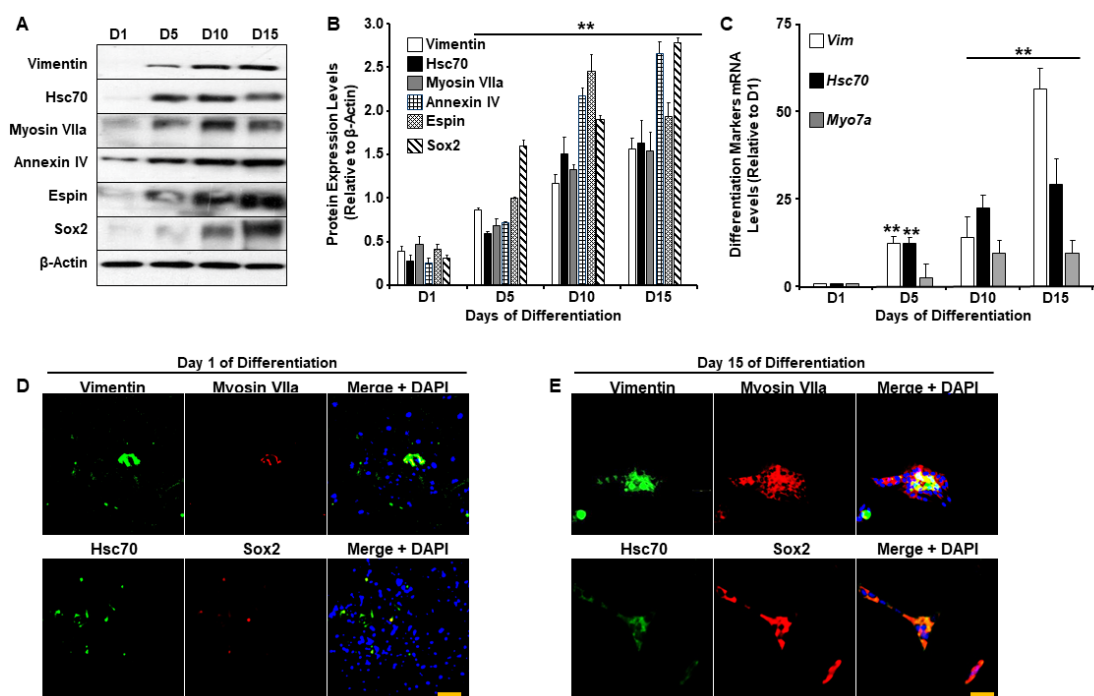 A
D1 D5 D10 D15
Vimentin
Hsc70
Myosin VIIa
Annexin IV
Espin
Sox2
β-Actin
B
Protein Expression Levels
(Relative to β-Actin)
3.0
2.5
2.0
1.5
1.0
0.5
0
**
Vimentin
Hsc70
Myosin VIIa
Annexin IV
Espin
Sox2
D1 D5 D10 D15
Days of Differentiation
C
Differentiation Markers mRNA
Levels (Relative to D1)
75
50
25
0
Vim
Hsc70
Myo7a
**
** **
D1 D5 D10 D15
Days of Differentiation
Day 1 of Differentiation
D Vimentin Myosin VIIa Merge + DAPI
Hsc70 Sox2 Merge + DAPI
Day 15 of Differentiation
E Vimentin Myosin VIIa Merge + DAPI
Hsc70 Sox2 Merge + DAPI